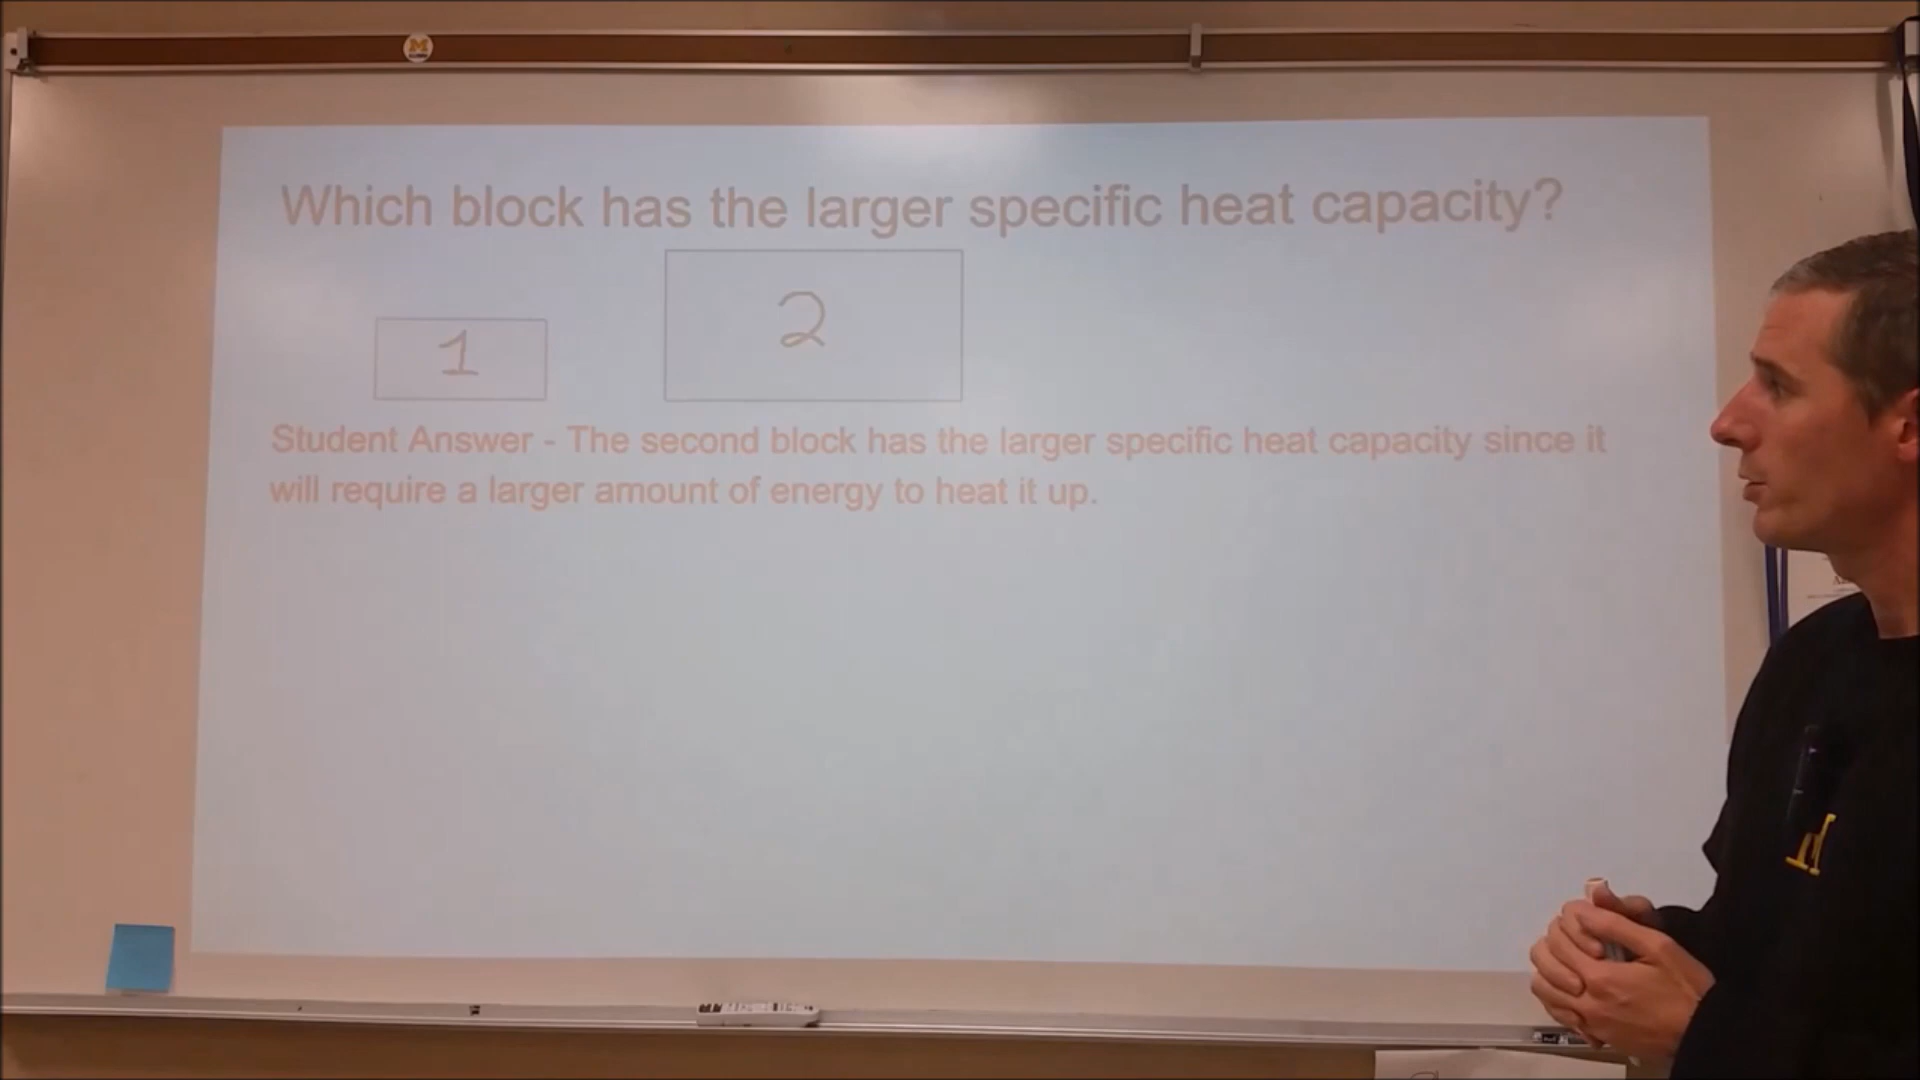 Which block has the larger specific heat capacity?
1
2
Student Answer - The second block has the larger specific heat capacity since it
will require a larger amount of energy to heat it up.
M
M